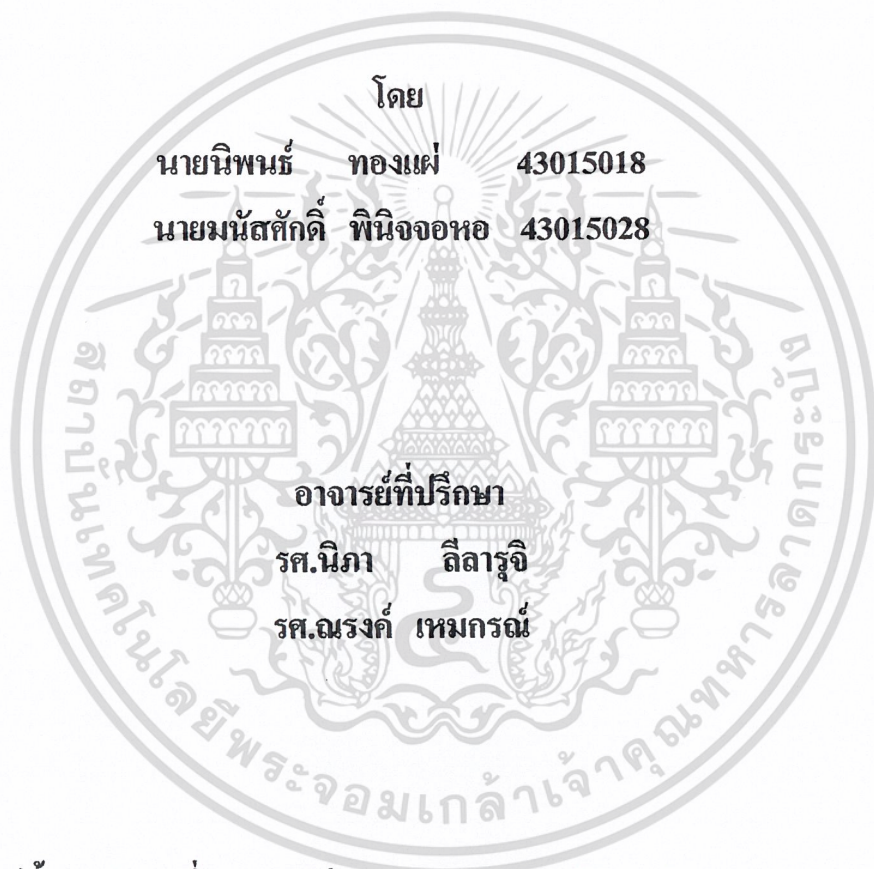 โดย
นายนิพนธ์ ทองแผ่ 43015018
นายมนัสศักดิ์ พินิจจอหอ 43015028
อาจารย์ที่ปรึกษา
รศ.นิภา ลีลารุจิ
รศ.ณรงค์ เหมกรณ์
สถาบันเทคโนโลยีพระจอมเกล้าเจ้าคุณทหารลาดกระบัง